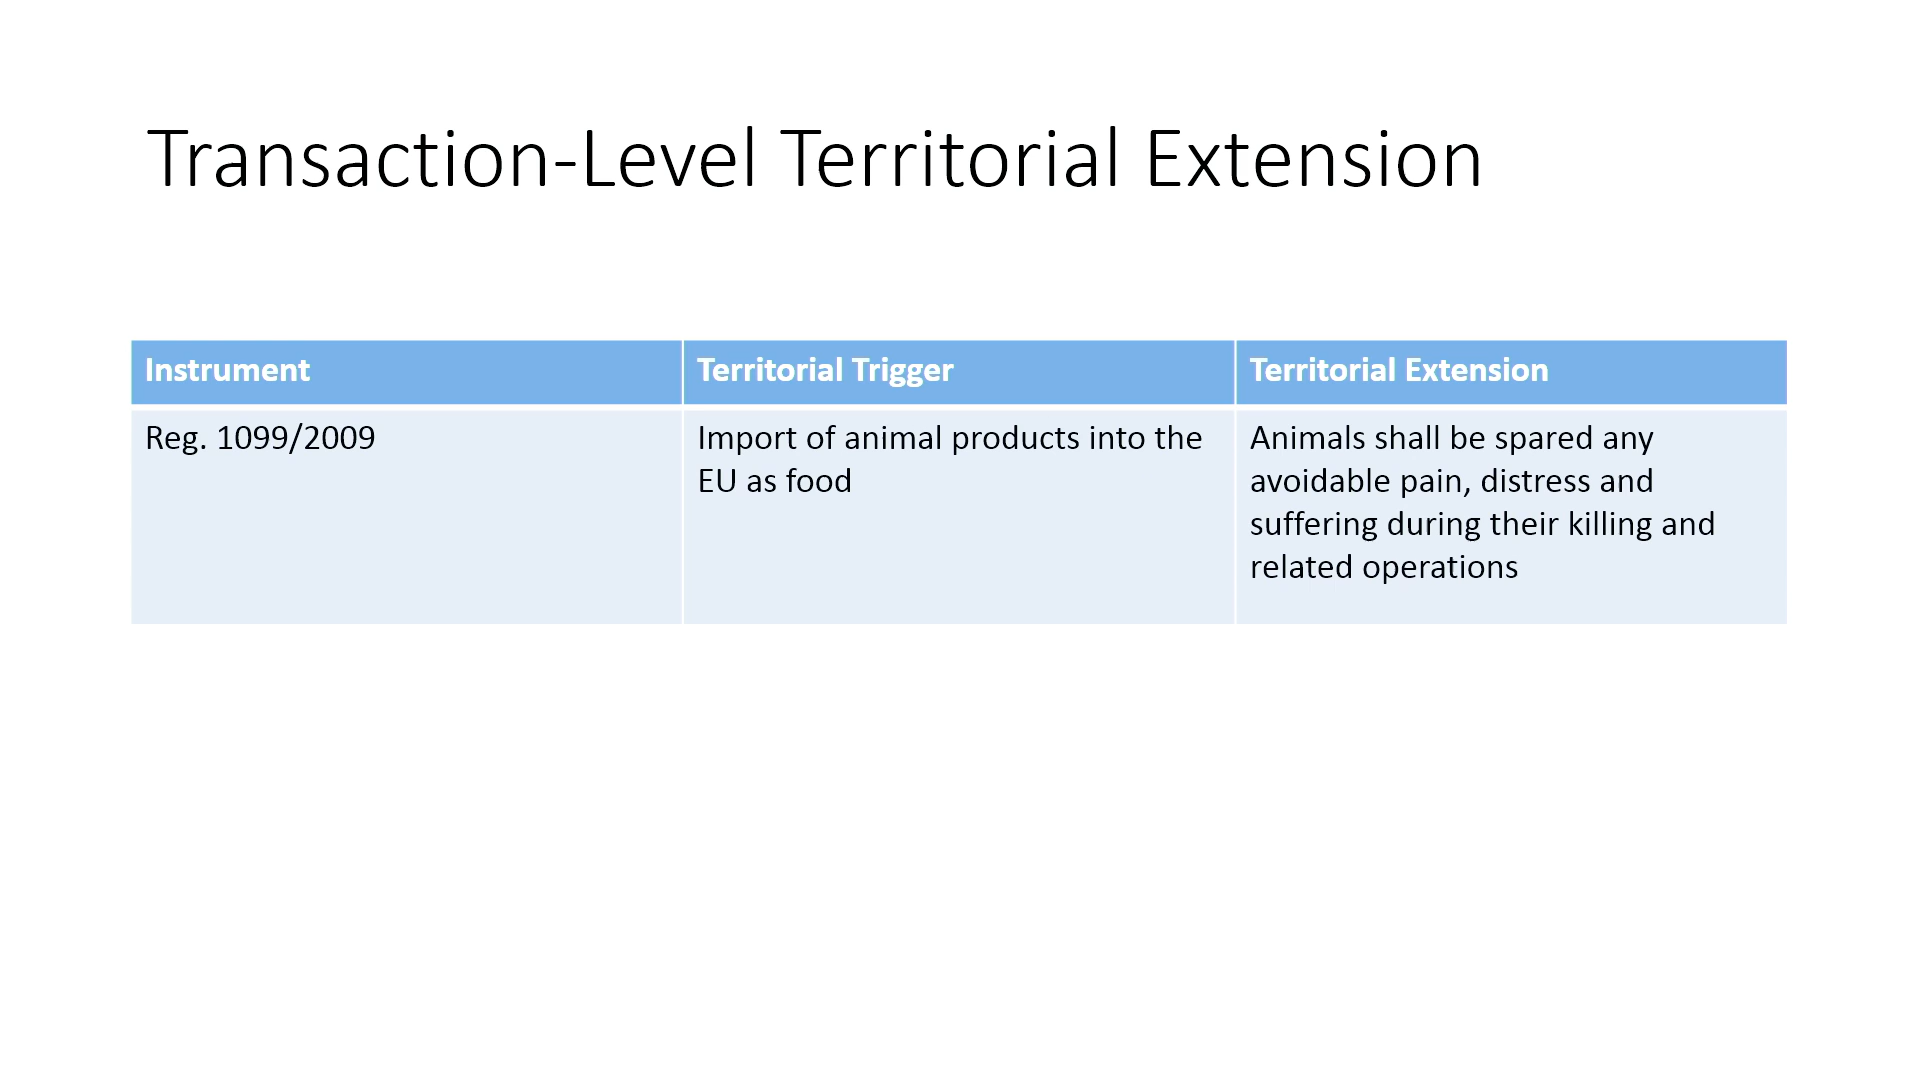 Transaction-Level Territorial Extension
Instrument
Territorial Trigger
Territorial Extension
Reg. 1099/2009
Import of animal products into the
EU as food
Animals shall be spared any
avoidable pain, distress and
suffering during their killing and
related operations